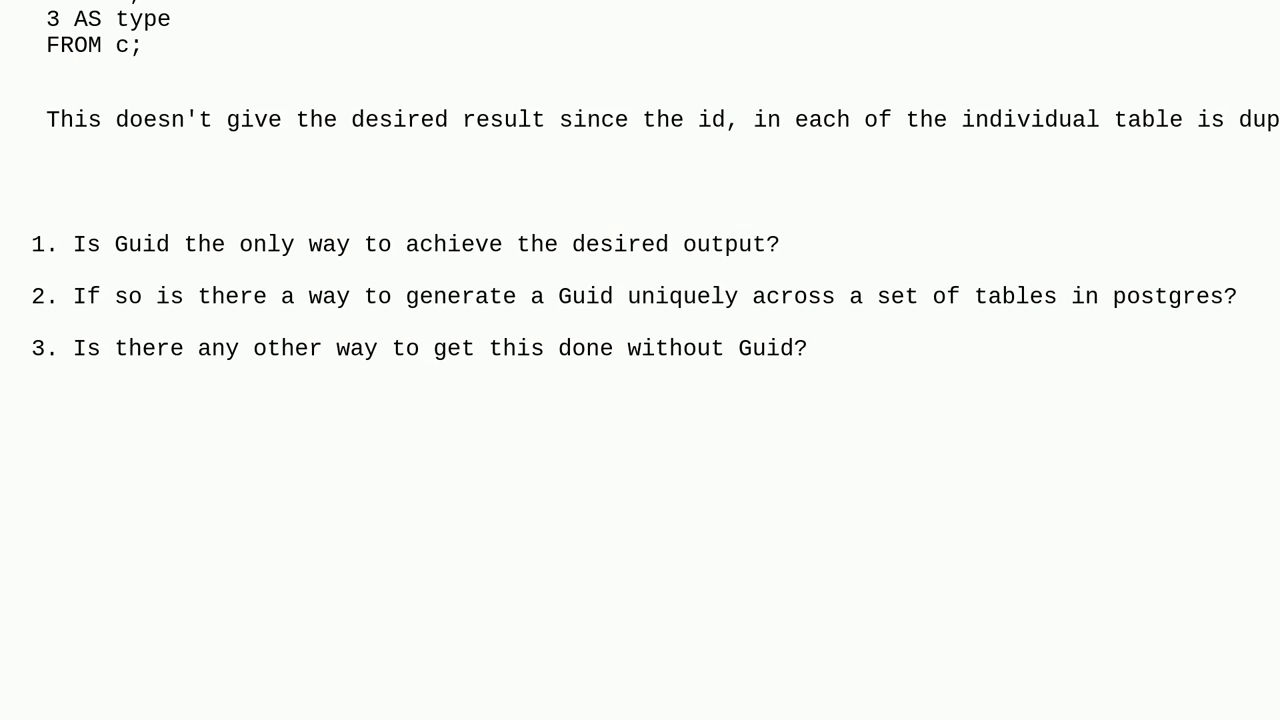 3 AS type
FROM c;
This doesn't give the desired result since the id, in each of the individual table is
1. Is Guid the only way to achieve the desired output?
2. If so is there a way to generate a Guid uniquely across a set of tables in postgres?
3. Is there any other way to get this done without Guid?